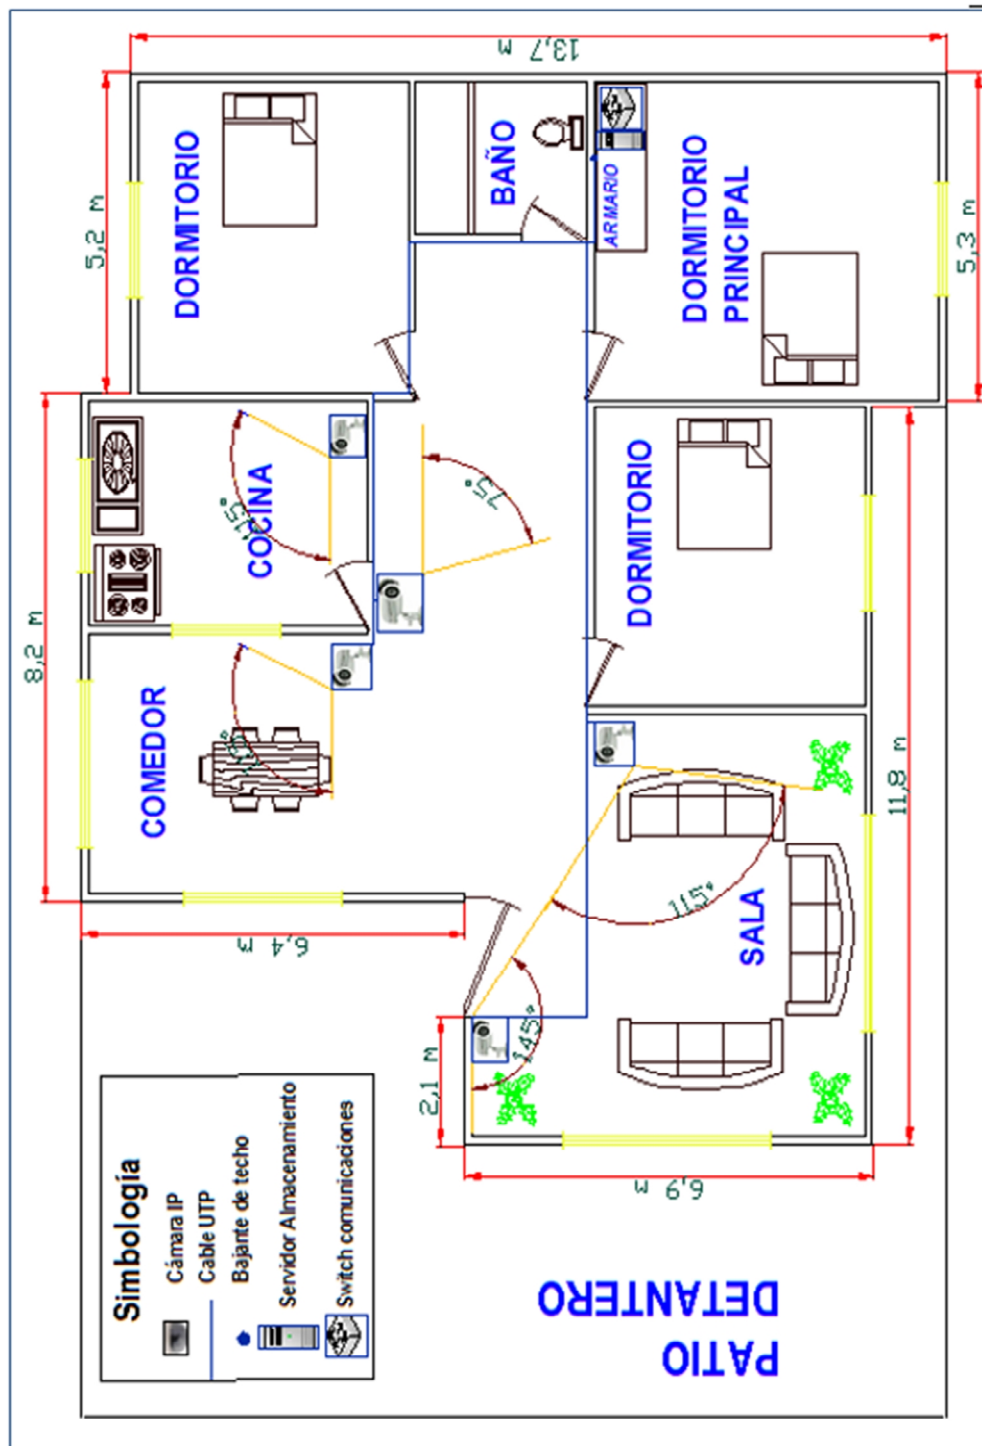 13,7 m
5,2 m
DORMITORIO
BAÑO
ARMARIO
DORMITORIO
PRINCIPAL
5,3 m
8,2 m
COCINA
115°
75°
DORMITORIO
COMEDOR
11,8 m
115°
SALA
6,4 m
145°
2,1 m
6,9 m
Simbología
Cámara IP
Cable UTP
Bajante de techo
Servidor Almacenamiento
Switch comunicaciones
PATIO
DELANTERO